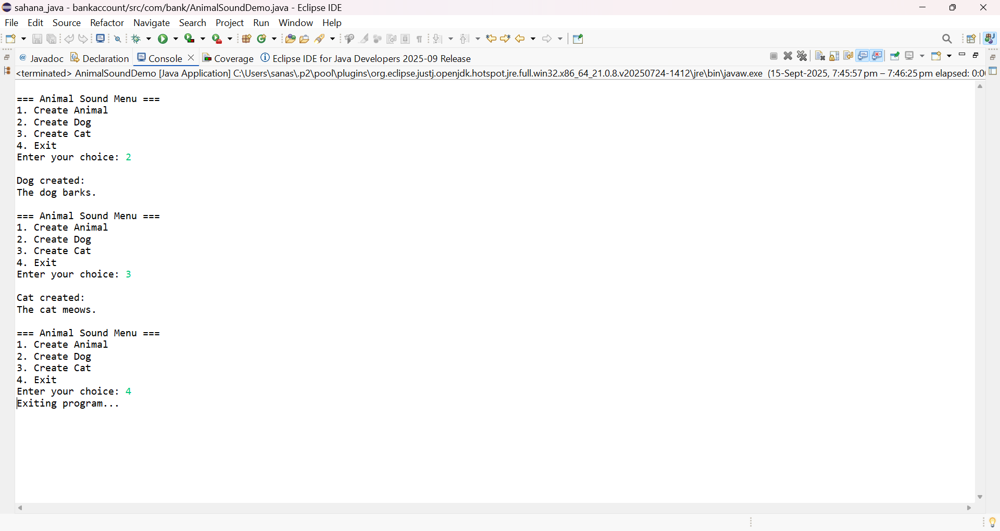 sahana_java - bankaccount/src/com/bank/AnimalSoundDemo.java - Eclipse IDE
File Edit Source Refactor Navigate Search Project Run Window Help
@ Javadoc Declaration Console Coverage Eclipse IDE for Java Developers 2025-09 Release
<terminated> AnimalSoundDemo [Java Application] C:\Users\sanas\.p2\pool\plugins\org.eclipse.justj.openjdk.hotspot.jre.full.win32.x86_64_21.0.8.v20250724-1412\jre\bin\javaw.exe (15-Sept-2025, 7:45:57 pm – 7:46:25 pm elapsed: 0:0
=== Animal Sound Menu ===
1. Create Animal
2. Create Dog
3. Create Cat
4. Exit
Enter your choice: 2
Dog created:
The dog barks.
=== Animal Sound Menu ===
1. Create Animal
2. Create Dog
3. Create Cat
4. Exit
Enter your choice: 3
Cat created:
The cat meows.
=== Animal Sound Menu ===
1. Create Animal
2. Create Dog
3. Create Cat
4. Exit
Enter your choice: 4
Exiting program...